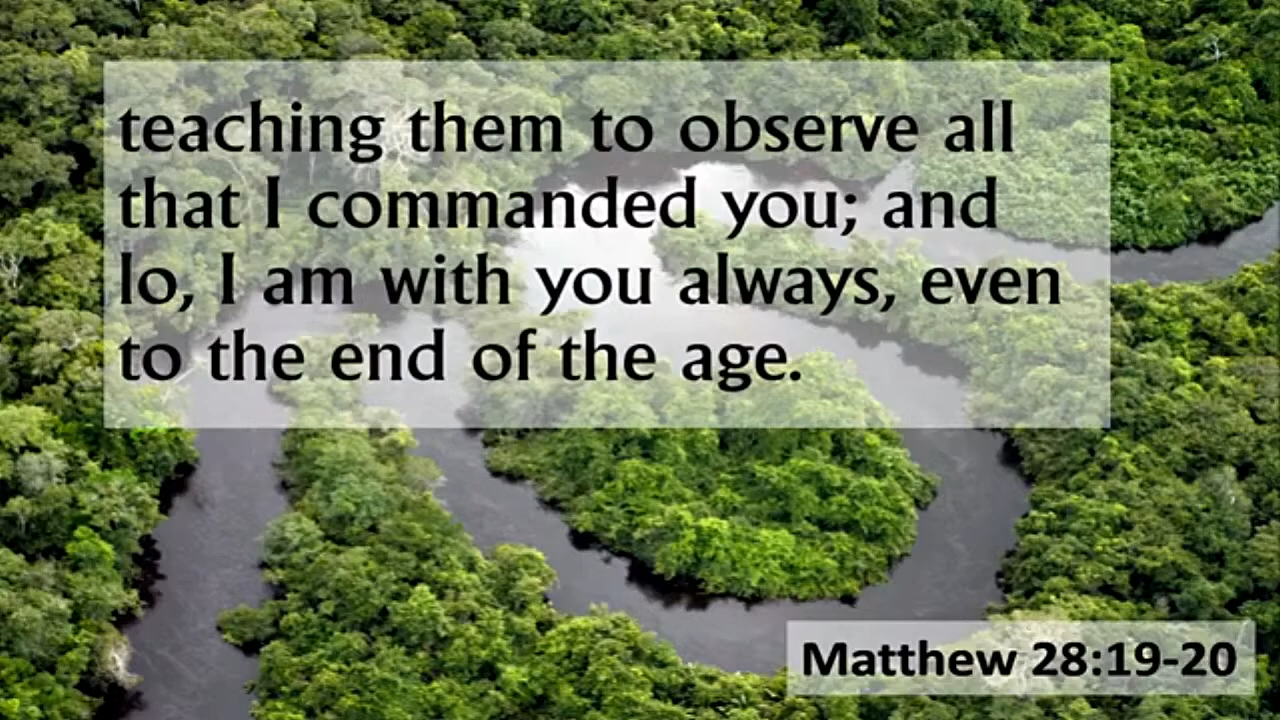 teaching them to observe all
that I commanded you; and
lo, I am with you always, even
to the end of the age.
Matthew 28:19-20